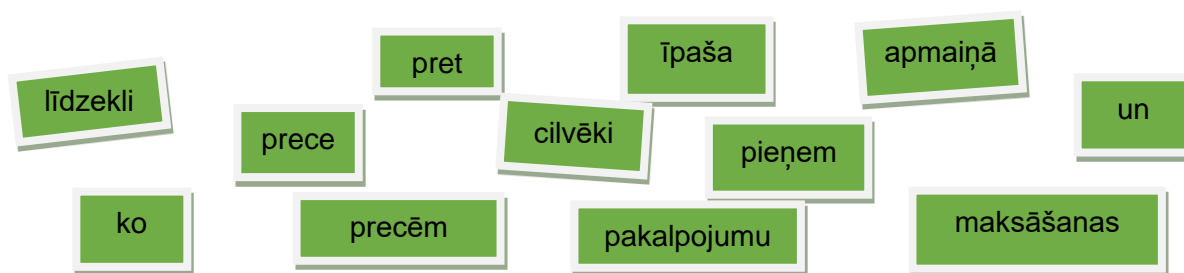 līdzekli
pret
īpaša
apmaiņā
un
prece
cilvēki
pieņem
ko
precēm
pakalpojumu
maksāšanas